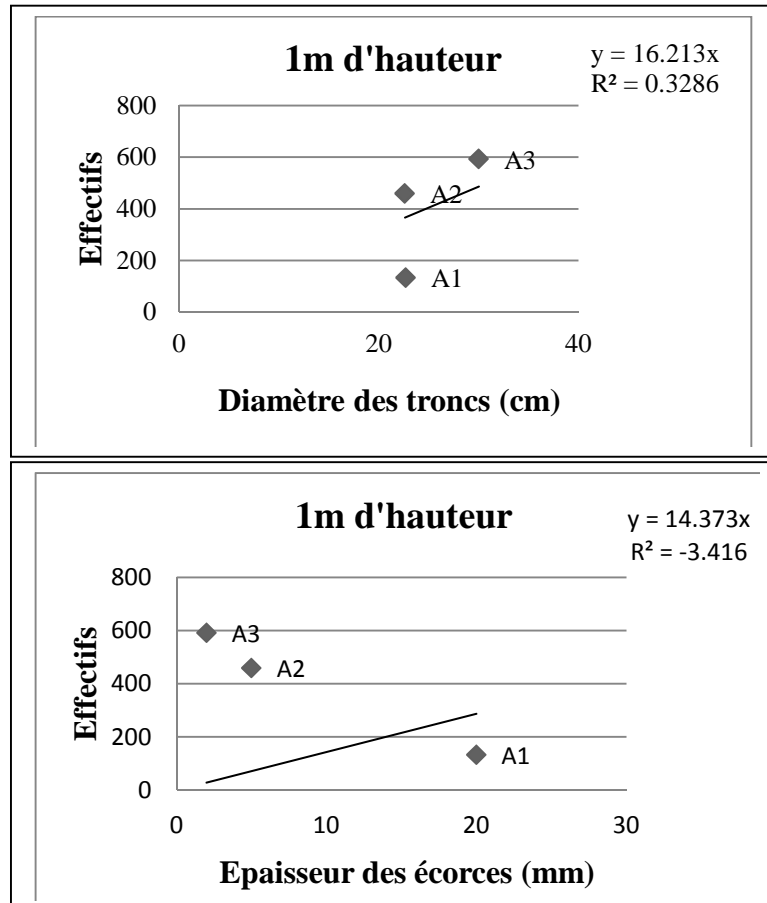 1m d'hauteur
y = 16.213x
R² = 0.3286
Effectifs
800
600
400
200
0
A3
A2
A1
0 20 40
Diamètre des troncs (cm)
1m d'hauteur
y = 14.373x
R² = -3.416
Effectifs
800
600
400
200
0
A3
A2
A1
0 10 20 30
Epaisseur des écorces (mm)